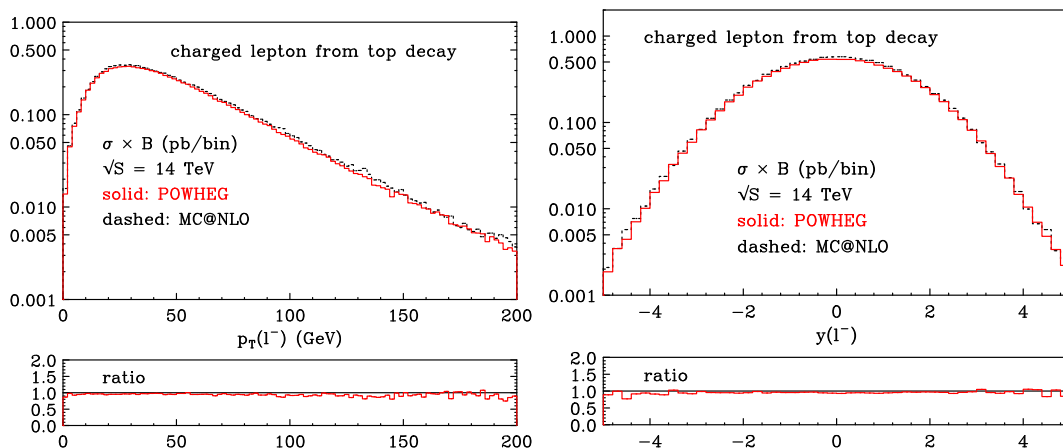 1.000
0.500
0.100
0.050
0.010
0.005
0.001
charged lepton from top decay
σ × B (pb/bin)
√S = 14 TeV
solid: POWHEG
dashed: MC@NLO
0 50 100 150 200
p_T(l⁻) (GeV)
2.0
1.5
1.0
0.5
0.0
ratio
0 50 100 150 200
1.000
0.500
0.100
0.050
0.010
0.005
0.001
charged lepton from top decay
σ × B (pb/bin)
√S = 14 TeV
solid: POWHEG
dashed: MC@NLO
−4 −2 0 2 4
y(l⁻)
2.0
1.5
1.0
0.5
0.0
ratio
−4 −2 0 2 4